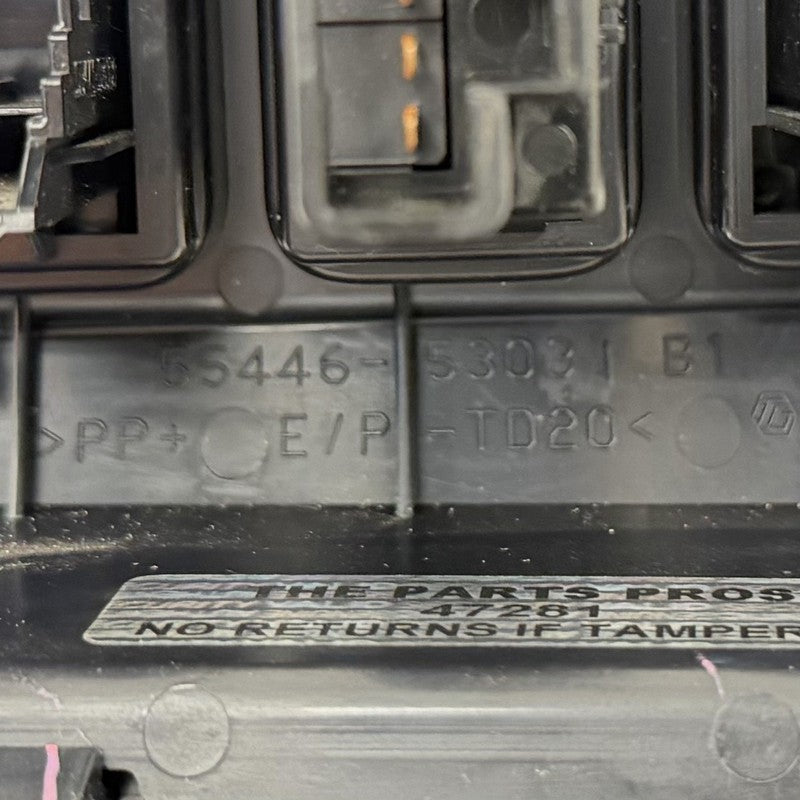 55446-53031 B1
>PP+E/P-TD20<
THE PARTS PROS
47281
NO RETURNS IF TAMPER